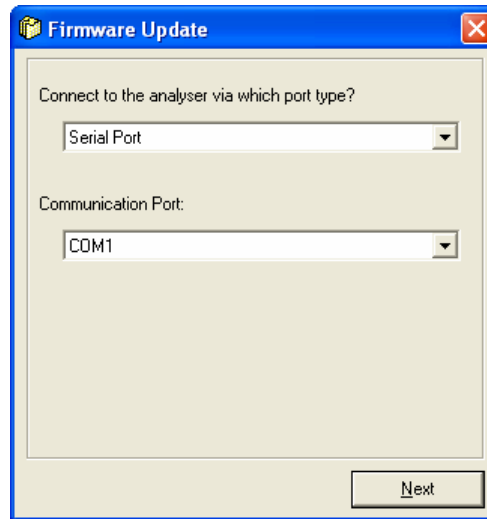 Firmware Update
Connect to the analyser via which port type?
Serial Port
Communication Port:
COM1
Next